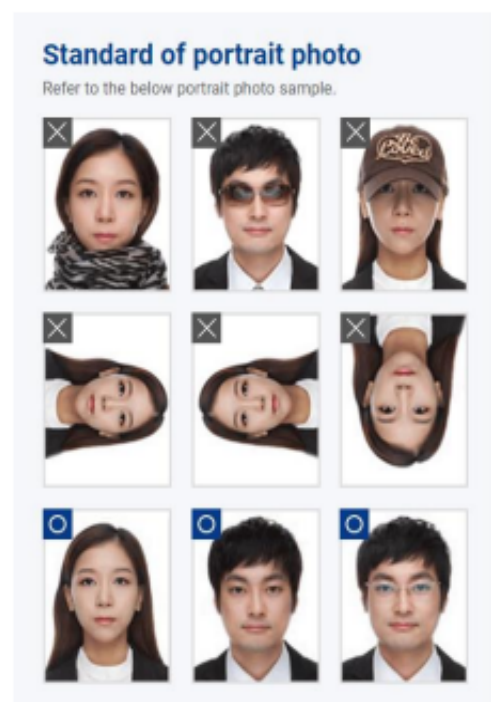 Standard of portrait photo
Refer to the below portrait photo sample.